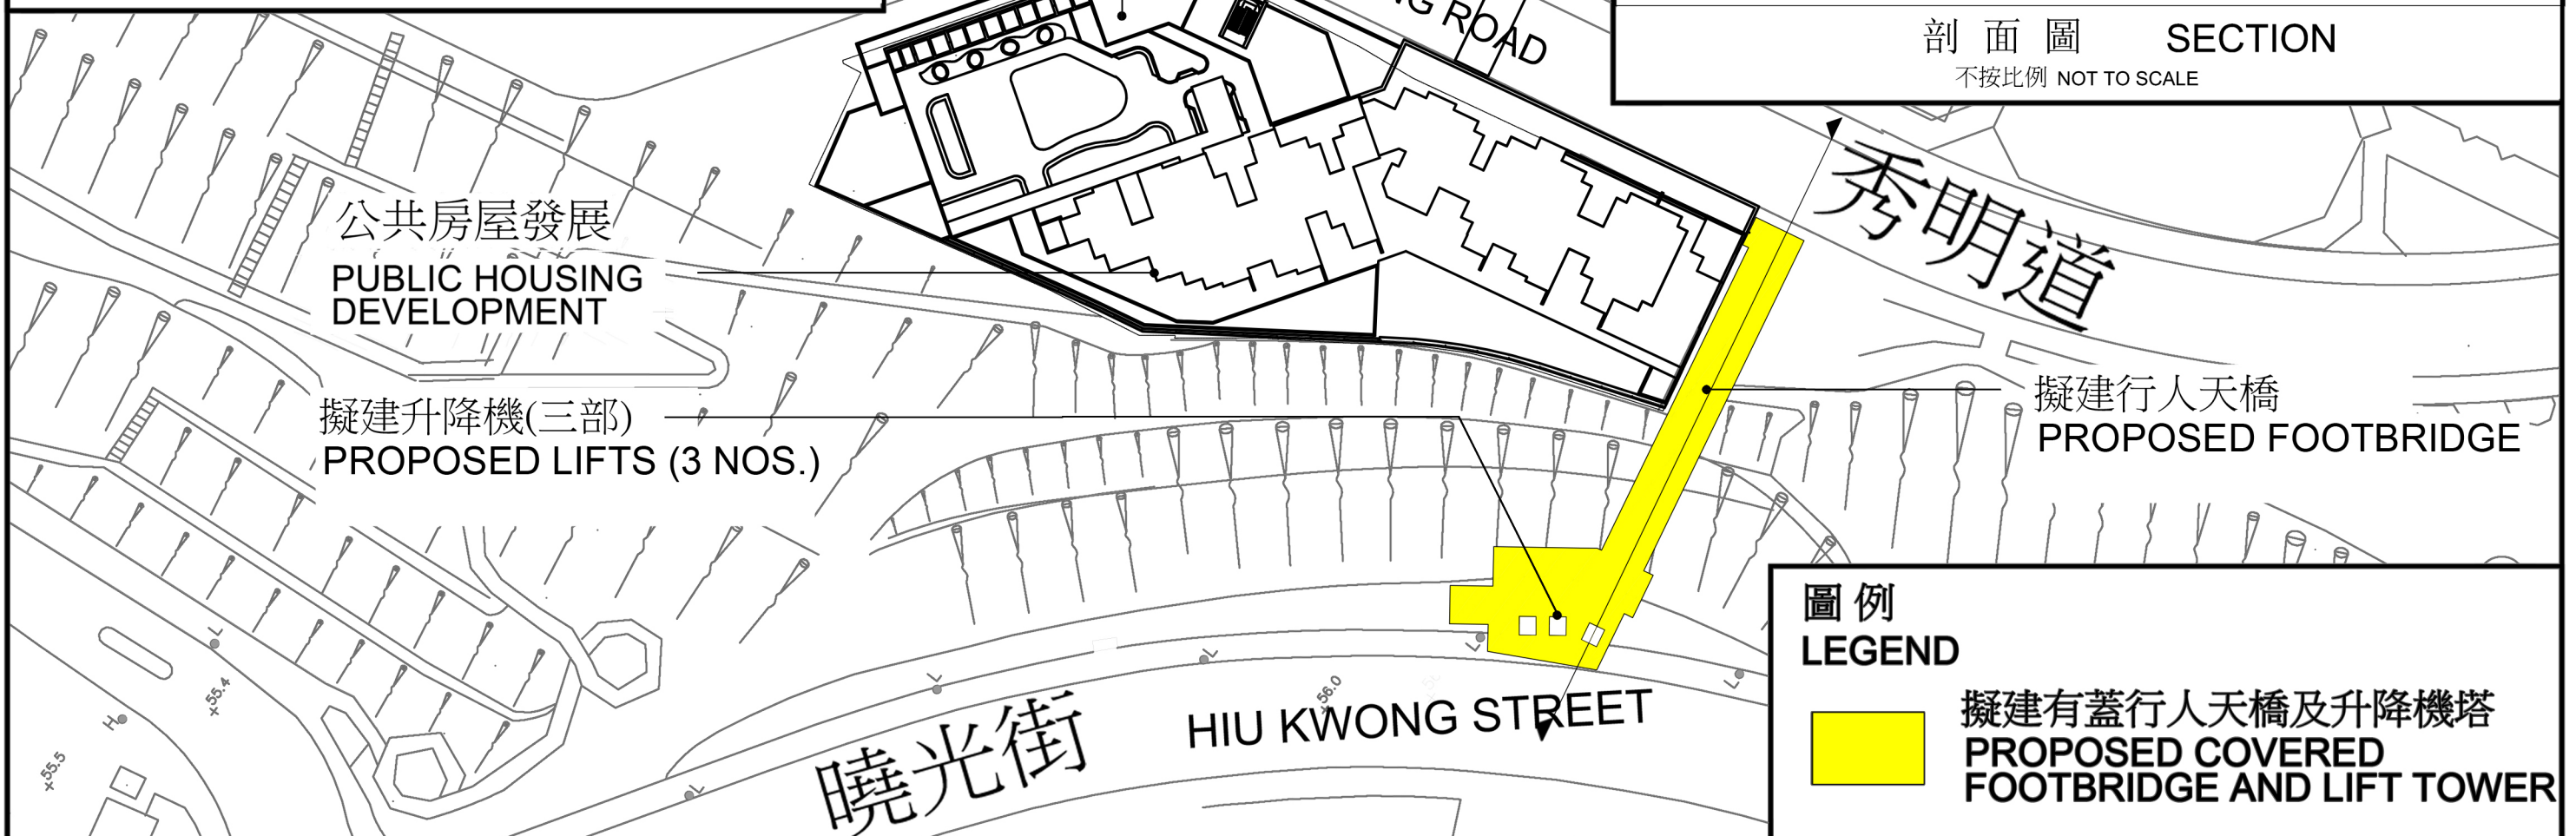 NG ROAD
剖面圖 SECTION
不按比例 NOT TO SCALE
秀明道
公共房屋發展
PUBLIC HOUSING
DEVELOPMENT
擬建升降機(三部)
PROPOSED LIFTS (3 NOS.)
擬建行人天橋
PROPOSED FOOTBRIDGE
曉光街
HIU KWONG STREET
圖例
LEGEND
擬建有蓋行人天橋及升降機塔
PROPOSED COVERED
FOOTBRIDGE AND LIFT TOWER
L
55.4
H
55.5
L
L
L
56.0
L
L